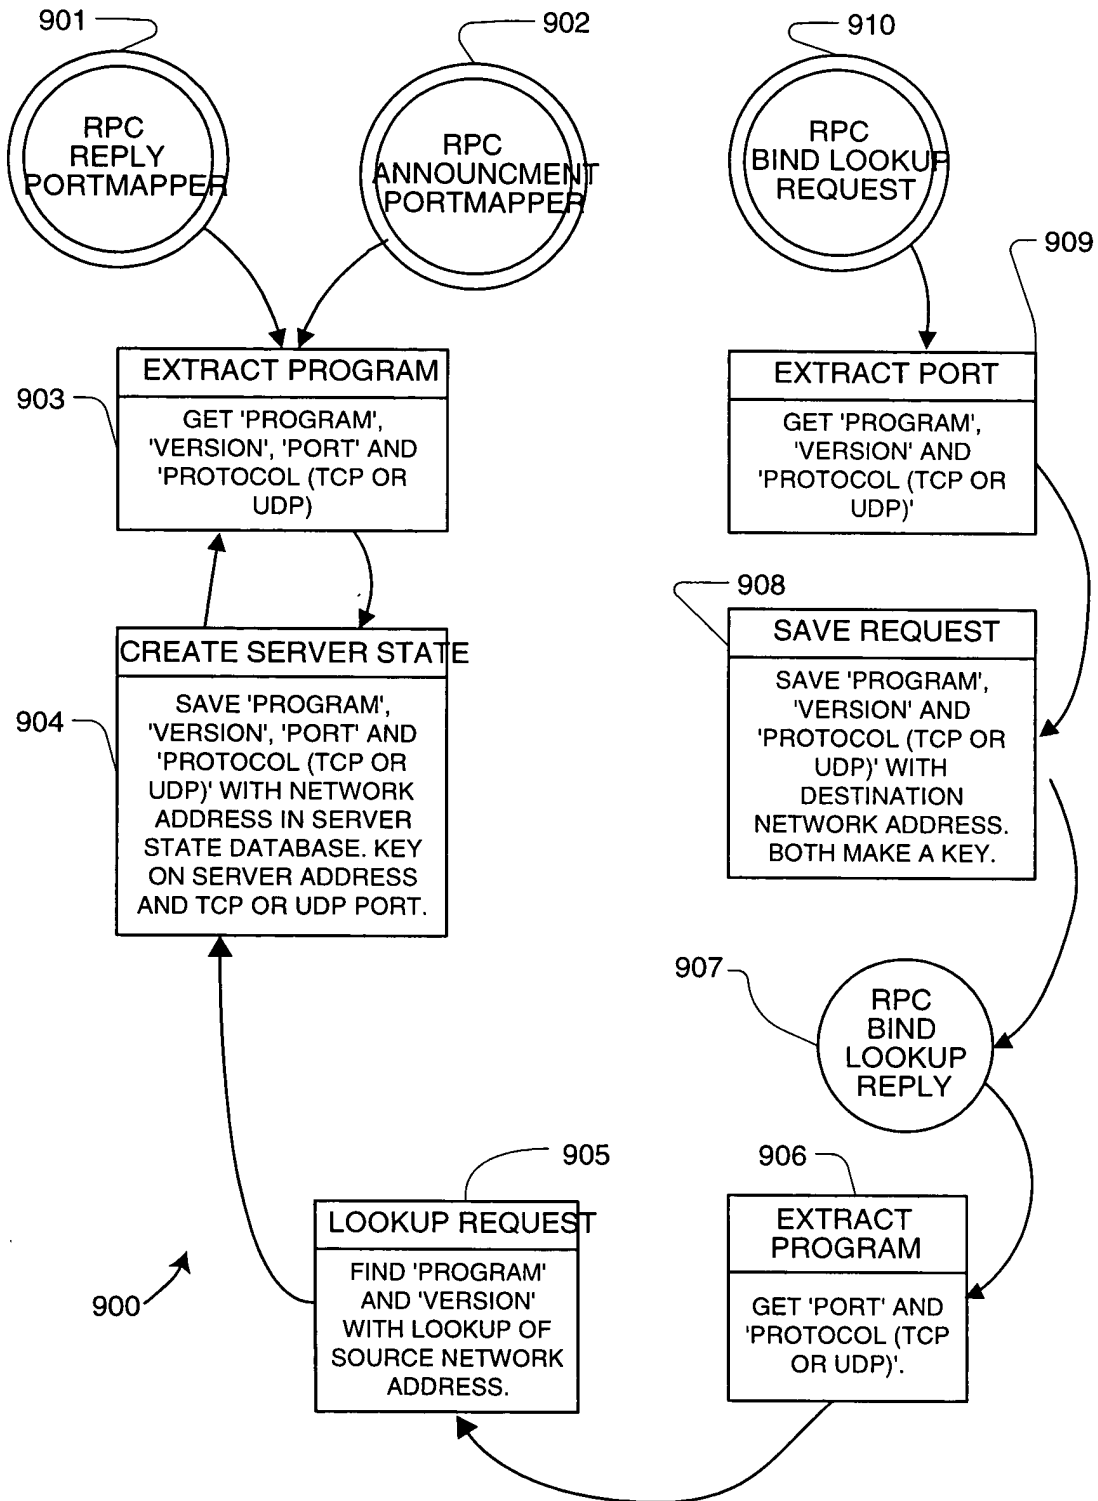 901
902
910
RPC
REPLY
PORTMAPPER
RPC
ANNOUNCMENT
PORTMAPPER
RPC
BIND LOOKUP
REQUEST
909
EXTRACT PROGRAM
903
GET 'PROGRAM',
'VERSION', 'PORT' AND
'PROTOCOL (TCP OR
UDP)
EXTRACT PORT
GET 'PROGRAM',
'VERSION' AND
'PROTOCOL (TCP OR
UDP)'
908
CREATE SERVER STATE
904
SAVE 'PROGRAM',
'VERSION', 'PORT' AND
'PROTOCOL (TCP OR
UDP)' WITH NETWORK
ADDRESS IN SERVER
STATE DATABASE. KEY
ON SERVER ADDRESS
AND TCP OR UDP PORT.
SAVE REQUEST
SAVE 'PROGRAM',
'VERSION' AND
'PROTOCOL (TCP OR
UDP)' WITH
DESTINATION
NETWORK ADDRESS.
BOTH MAKE A KEY.
907
RPC
BIND
LOOKUP
REPLY
905
906
LOOKUP REQUEST
FIND 'PROGRAM'
AND 'VERSION'
WITH LOOKUP OF
SOURCE NETWORK
ADDRESS.
EXTRACT
PROGRAM
GET 'PORT' AND
'PROTOCOL (TCP
OR UDP)'.
900